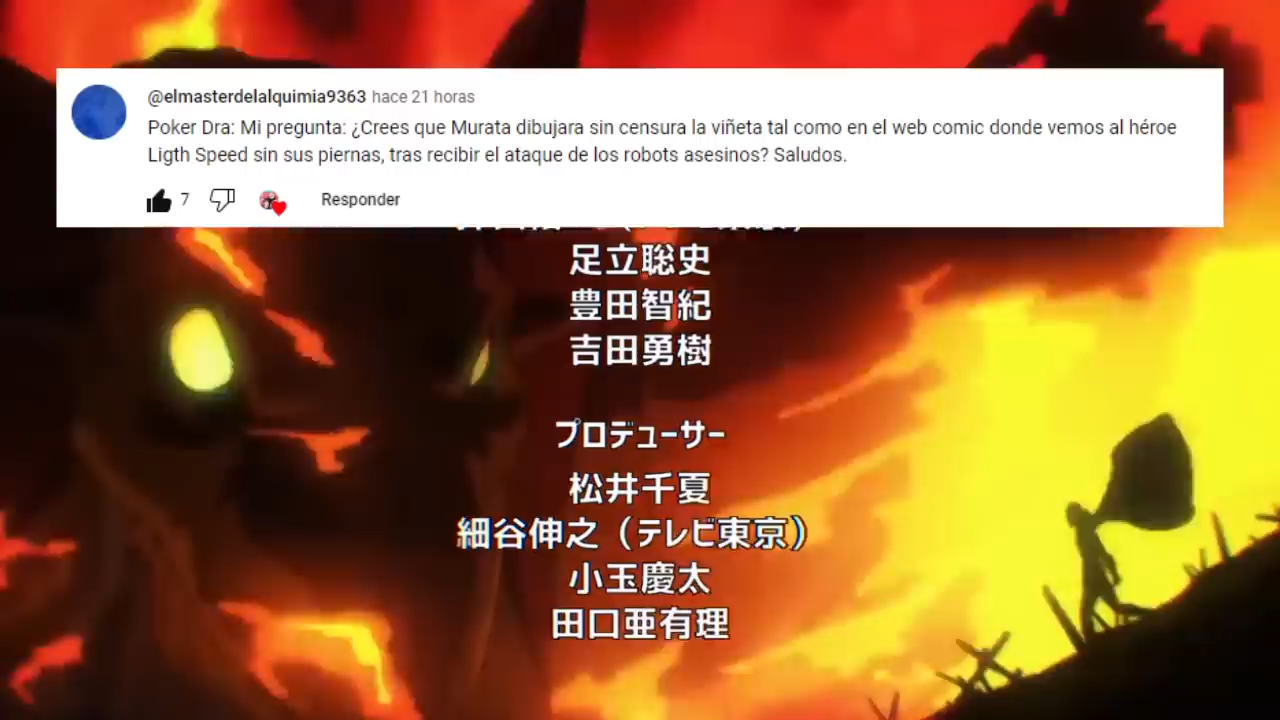 @elmasterdelalquimia9363 hace 21 horas
Poker Dra: Mi pregunta: ¿Crees que Murata dibujara sin censura la viñeta tal como en el web comic donde vemos al héroe
Ligth Speed sin sus piernas, tras recibir el ataque de los robots asesinos? Saludos.
7 Responder
足立聡史
豊田智紀
吉田勇樹
プロデューサー
松井千夏
細谷伸之（テレビ東京）
小玉慶太
田口亜有理